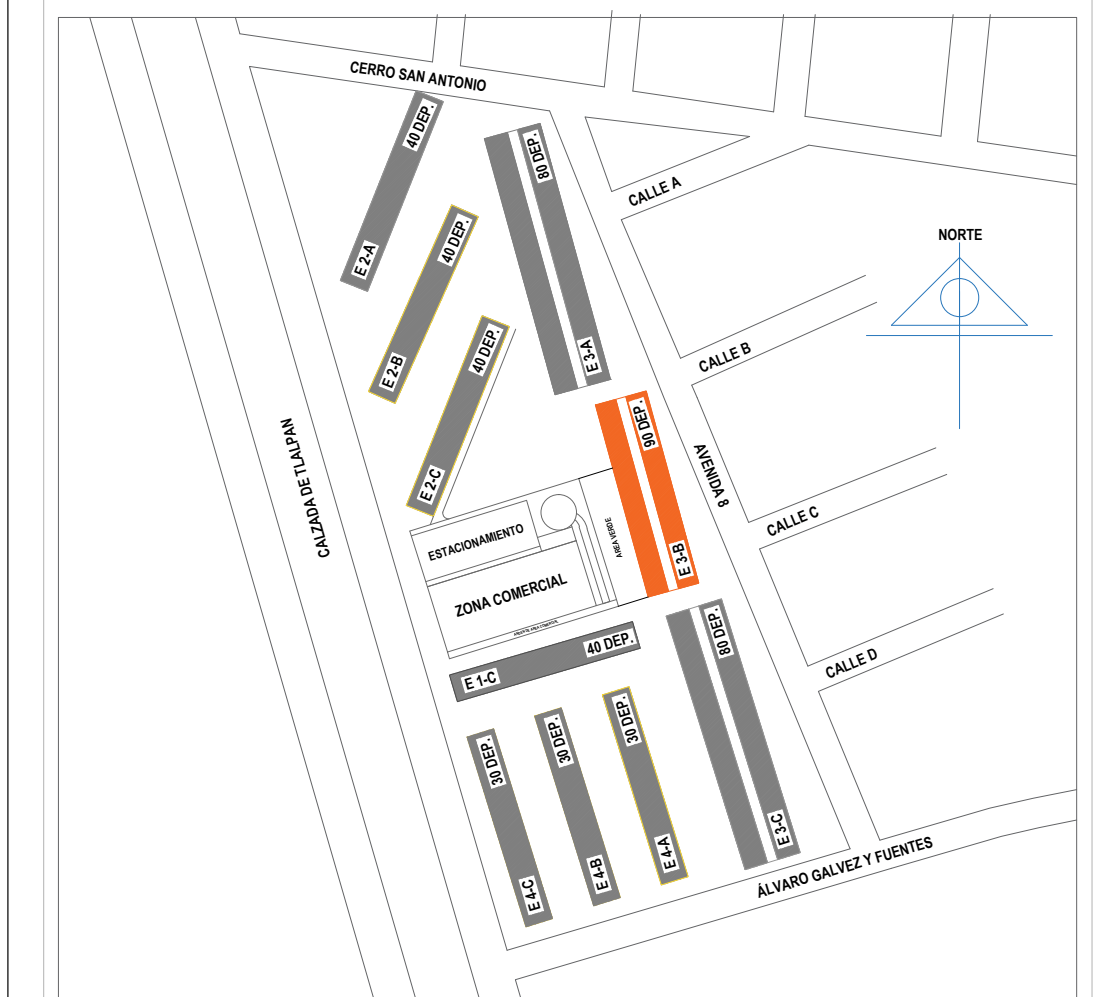 CERRO SAN ANTONIO
40 DEP.
E 2-A
80 DEP.
E 3-A
CALLE A
NORTE
40 DEP.
E 2-B
40 DEP.
E 2-C
CALLE B
CALZADA DE TLALPAN
90 DEP.
E 3-B
AVENIDA 8
CALLE C
ESTACIONAMIENTO
AREA VERDE
ZONA COMERCIAL
40 DEP.
E 1-C
80 DEP.
E 3-C
CALLE D
30 DEP.
E 4-C
30 DEP.
E 4-B
30 DEP.
E 4-A
ÁLVARO GALVEZ Y FUENTES